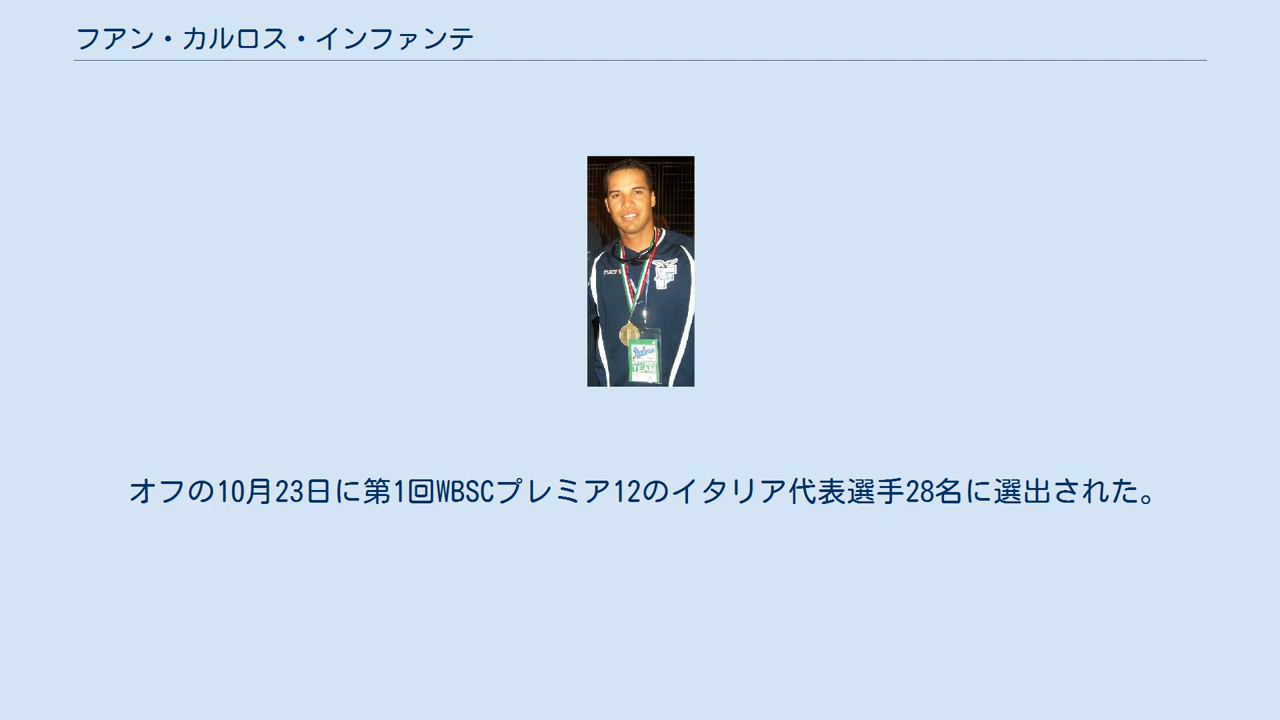 フアン・カルロス・インファンテ
TEAM
オフの10月23日に第1回WBSCプレミア12のイタリア代表選手28名に選出された。